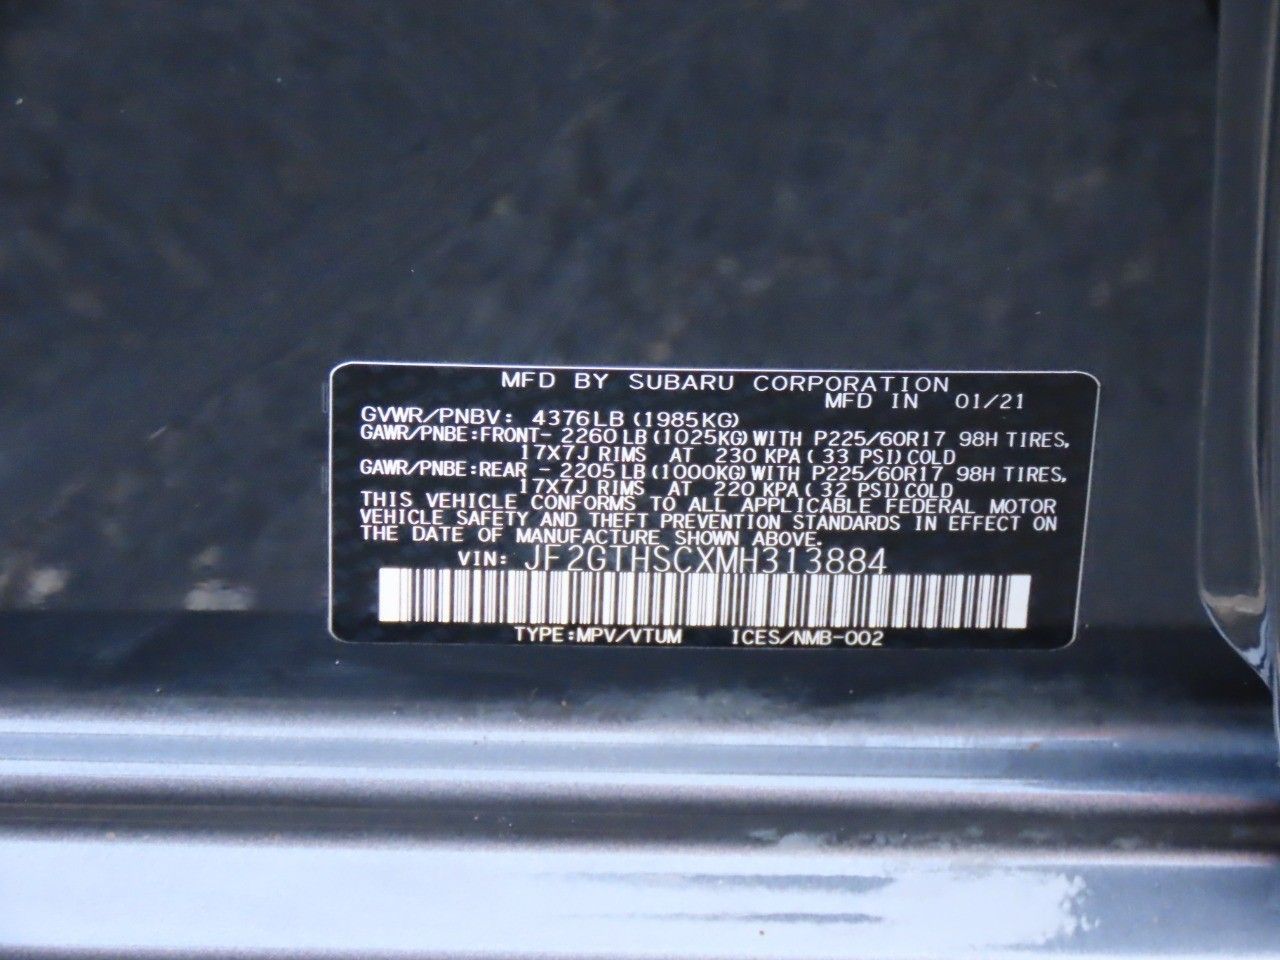 MFD BY SUBARU CORPORATION
MFD IN 01/21
GVWR/PNBV: 4376LB (1985KG)
GAWR/PNBE:FRONT- 2260LB (1025KG) WITH P225/60R17 98H TIRES,
17X7J RIMS AT 230 KPA (33 PSI) COLD
GAWR/PNBE:REAR - 2205LB (1000KG) WITH P225/60R17 98H TIRES,
17X7J RIMS AT 220 KPA (32 PSI) COLD
THIS VEHICLE CONFORMS TO ALL APPLICABLE FEDERAL MOTOR
VEHICLE SAFETY AND THEFT PREVENTION STANDARDS IN EFFECT ON
THE DATE OF MANUFACTURE SHOWN ABOVE.
VIN: JF2GTHSCXMH313884
TYPE:MPV/VTUM ICES/NMB-002